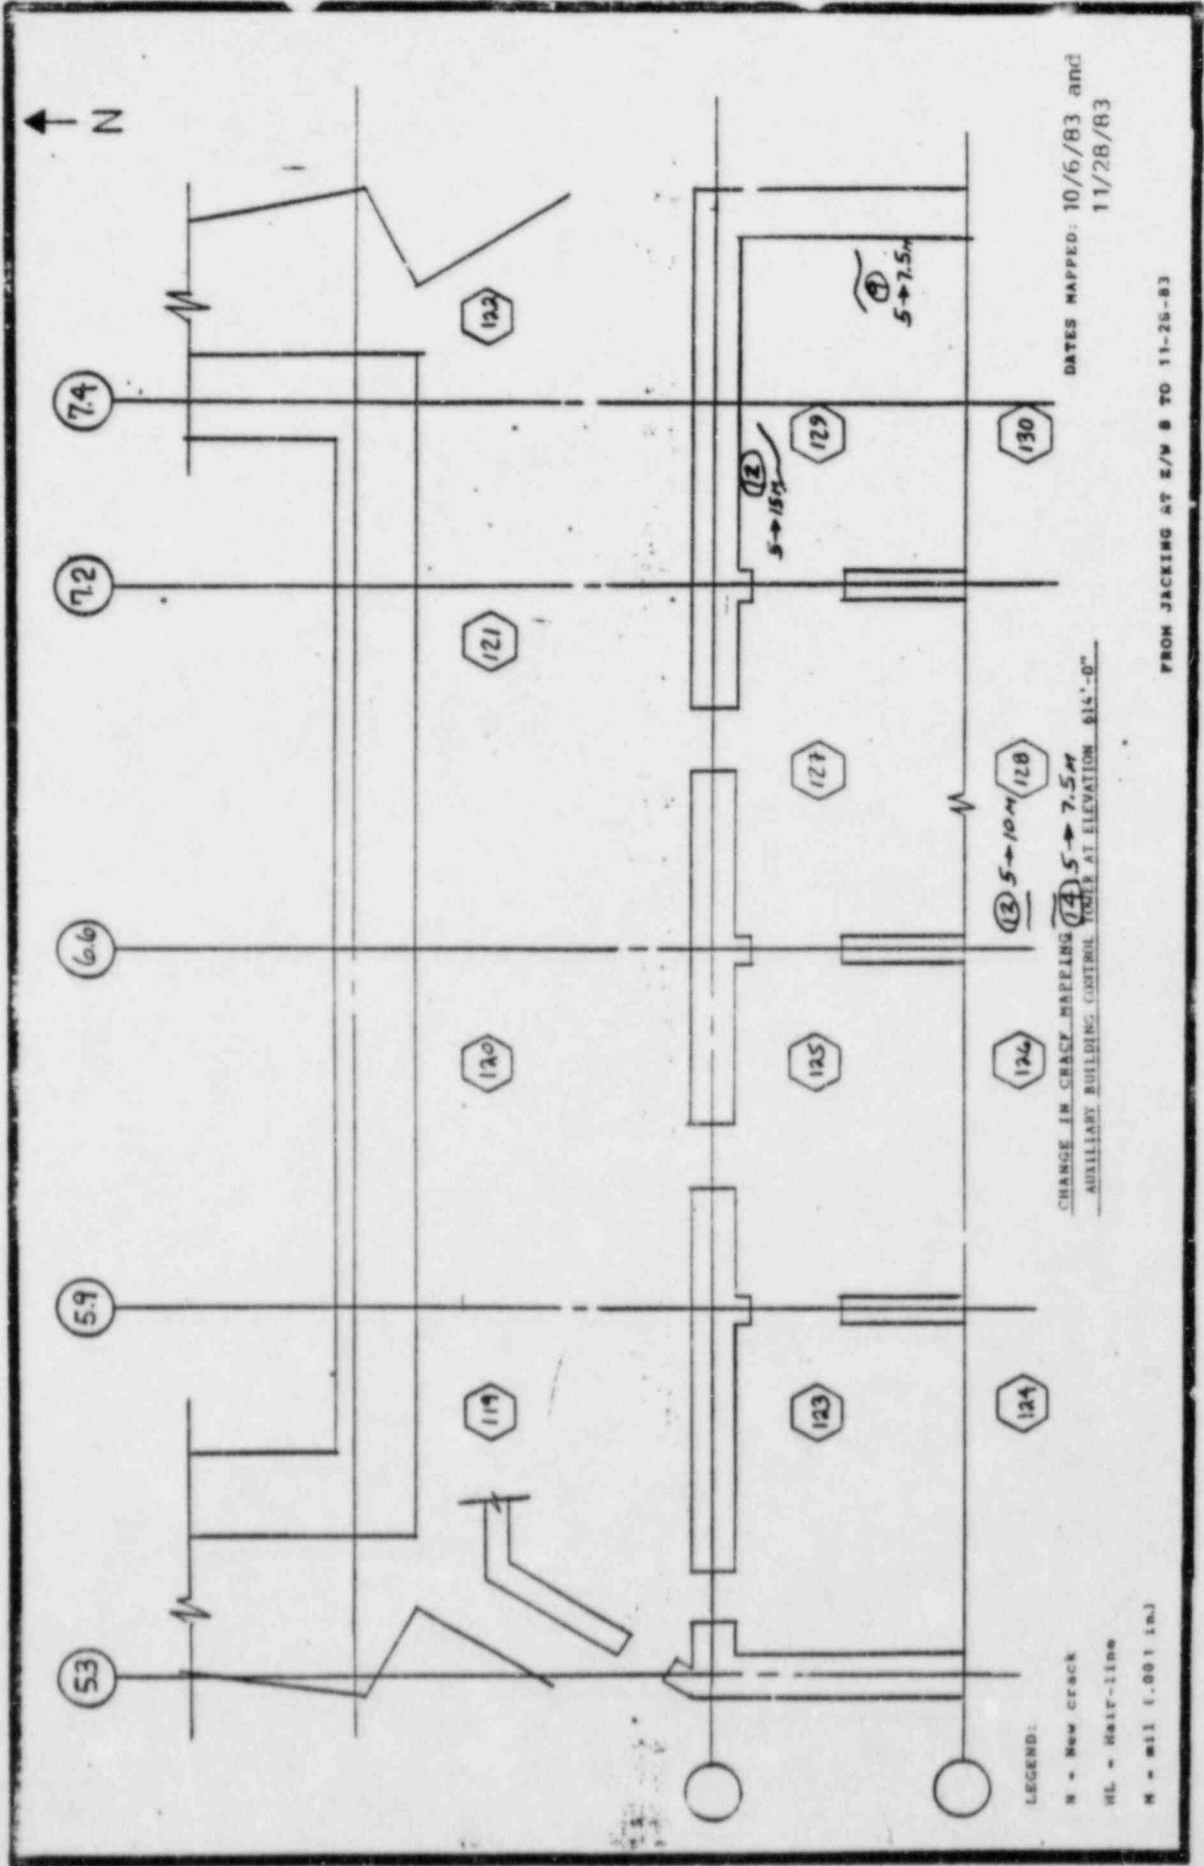 N
5.3
5.9
6.6
7.2
7.4
119
120
121
122
123
125
127
129
124
126
128
130
12
5→15M
9
5→7.5M
13 5→10M
14 5→7.5M
LEGEND:
N = New crack
HL = Hair-line
M = mil (.001 in.)
CHANGE IN CRACK MAPPING
AUXILIARY BUILDING CONTROL TOWER AT ELEVATION 614'-0"
DATES MAPPED: 10/6/83 and
11/28/83
FROM JACKING AT E/W 8 TO 11-26-83